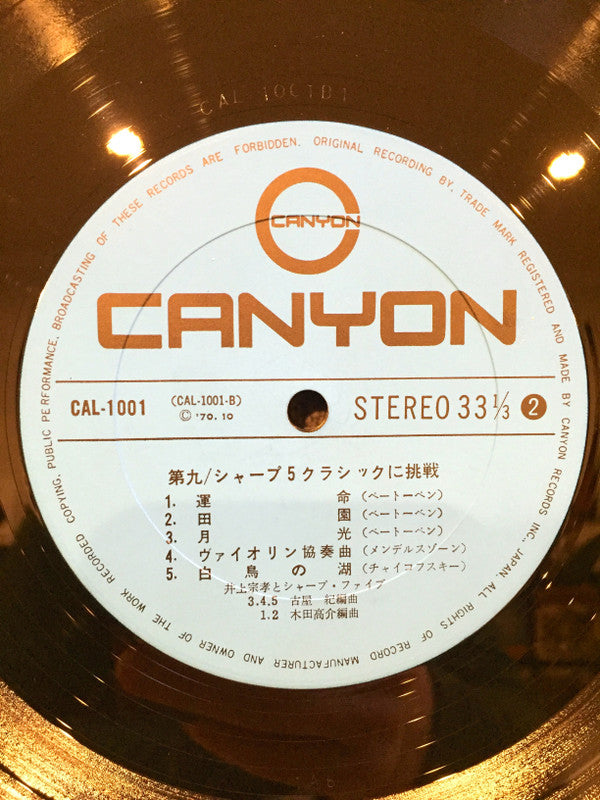 CAL 1001B1
BROADCASTING OF THESE RECORDS ARE FORBIDDEN. ORIGINAL RECORDING BY, TRADE MARK REGISTERED AND MADE BY CANYON RECORDS INC, JAPAN. ALL RIGHTS OF RECORD MANUFACTURER AND OWNER OF THE WORK RECORDED COPYING, PUBLIC PERFORMANCE,
CANYON
CANYON
CAL-1001 (CAL-1001-B) STEREO 33 1/3 2
Ⓒ '70.10
第九/シャープ5クラシックに挑戦
1. 運命 (ベートーベン)
2. 田園 (ベートーベン)
3. 月光 (ベートーベン)
4. ヴァイオリン協奏曲 (メンデルスゾーン)
5. 白鳥の湖 (チャイコフスキー)
井上宗孝とシャープ・ファイブ
3.4.5 古屋 紀編曲
1.2 木田高介編曲